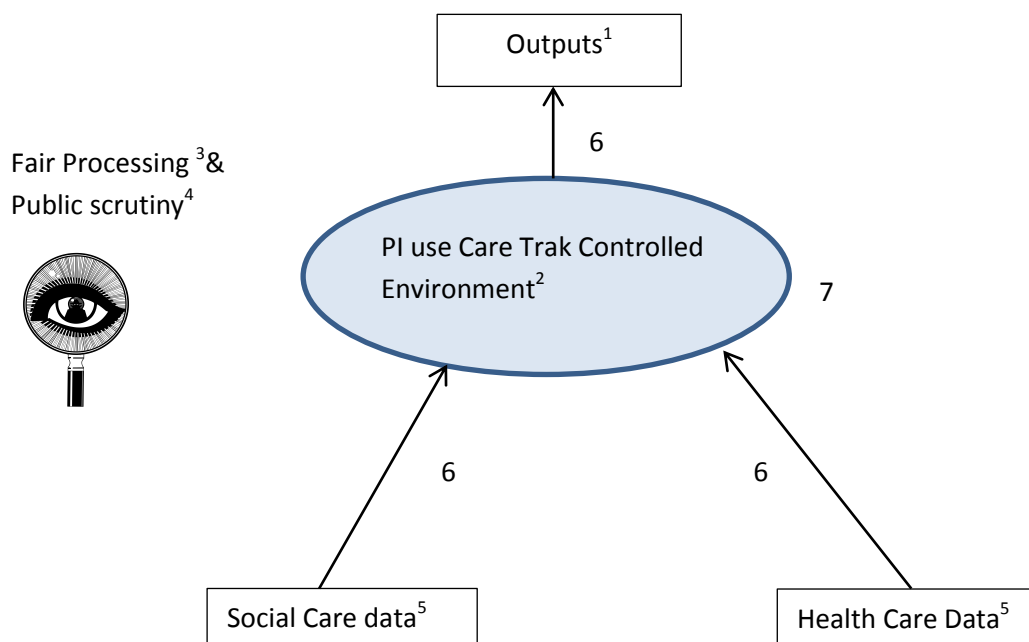 Outputs¹
6
Fair Processing ³&
Public scrutiny⁴
PI use Care Trak Controlled
Environment²
7
6
6
Social Care data⁵
Health Care Data⁵